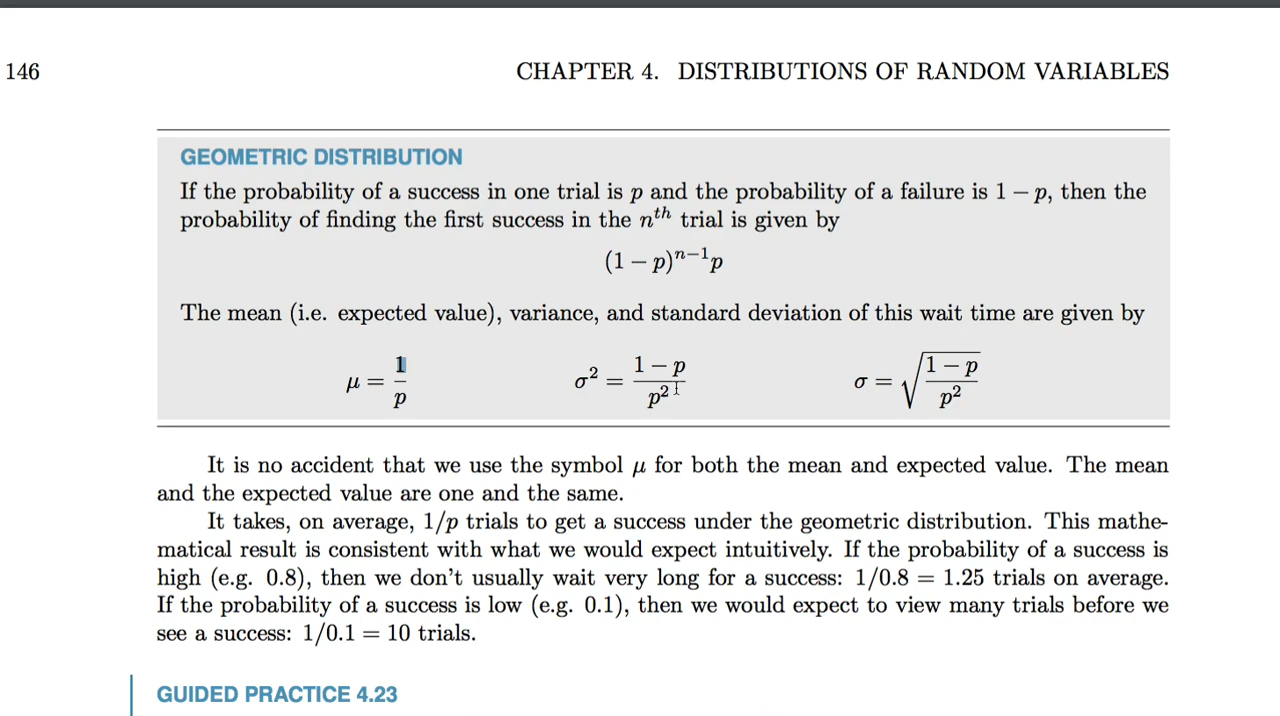 146
CHAPTER 4. DISTRIBUTIONS OF RANDOM VARIABLES
GEOMETRIC DISTRIBUTION
If the probability of a success in one trial is p and the probability of a failure is 1 − p, then the
probability of finding the first success in the n^{th} trial is given by
(1 − p)^{n−1}p
The mean (i.e. expected value), variance, and standard deviation of this wait time are given by
μ = 1/p    σ² = (1 − p)/p²    σ = √((1 − p)/p²)
It is no accident that we use the symbol μ for both the mean and expected value. The mean
and the expected value are one and the same.
It takes, on average, 1/p trials to get a success under the geometric distribution. This mathe-
matical result is consistent with what we would expect intuitively. If the probability of a success is
high (e.g. 0.8), then we don't usually wait very long for a success: 1/0.8 = 1.25 trials on average.
If the probability of a success is low (e.g. 0.1), then we would expect to view many trials before we
see a success: 1/0.1 = 10 trials.
GUIDED PRACTICE 4.23